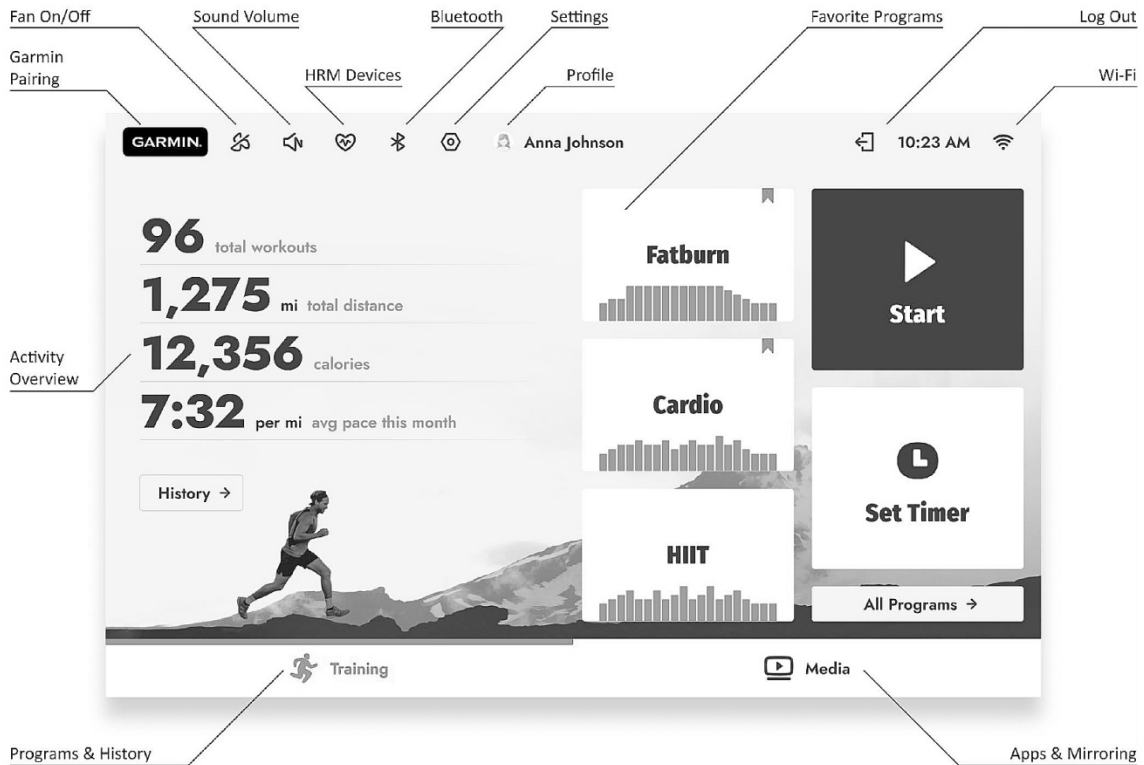 Fan On/Off
Sound Volume
Bluetooth
Settings
Favorite Programs
Log Out
Garmin
Pairing
HRM Devices
Profile
Wi-Fi
GARMIN.
N
Anna Johnson
10:23 AM
96 total workouts
1,275 mi total distance
12,356 calories
7:32 per mi avg pace this month
History →
Activity
Overview
Fatburn
Cardio
HIIT
Start
Set Timer
All Programs →
Training
Media
Programs & History
Apps & Mirroring